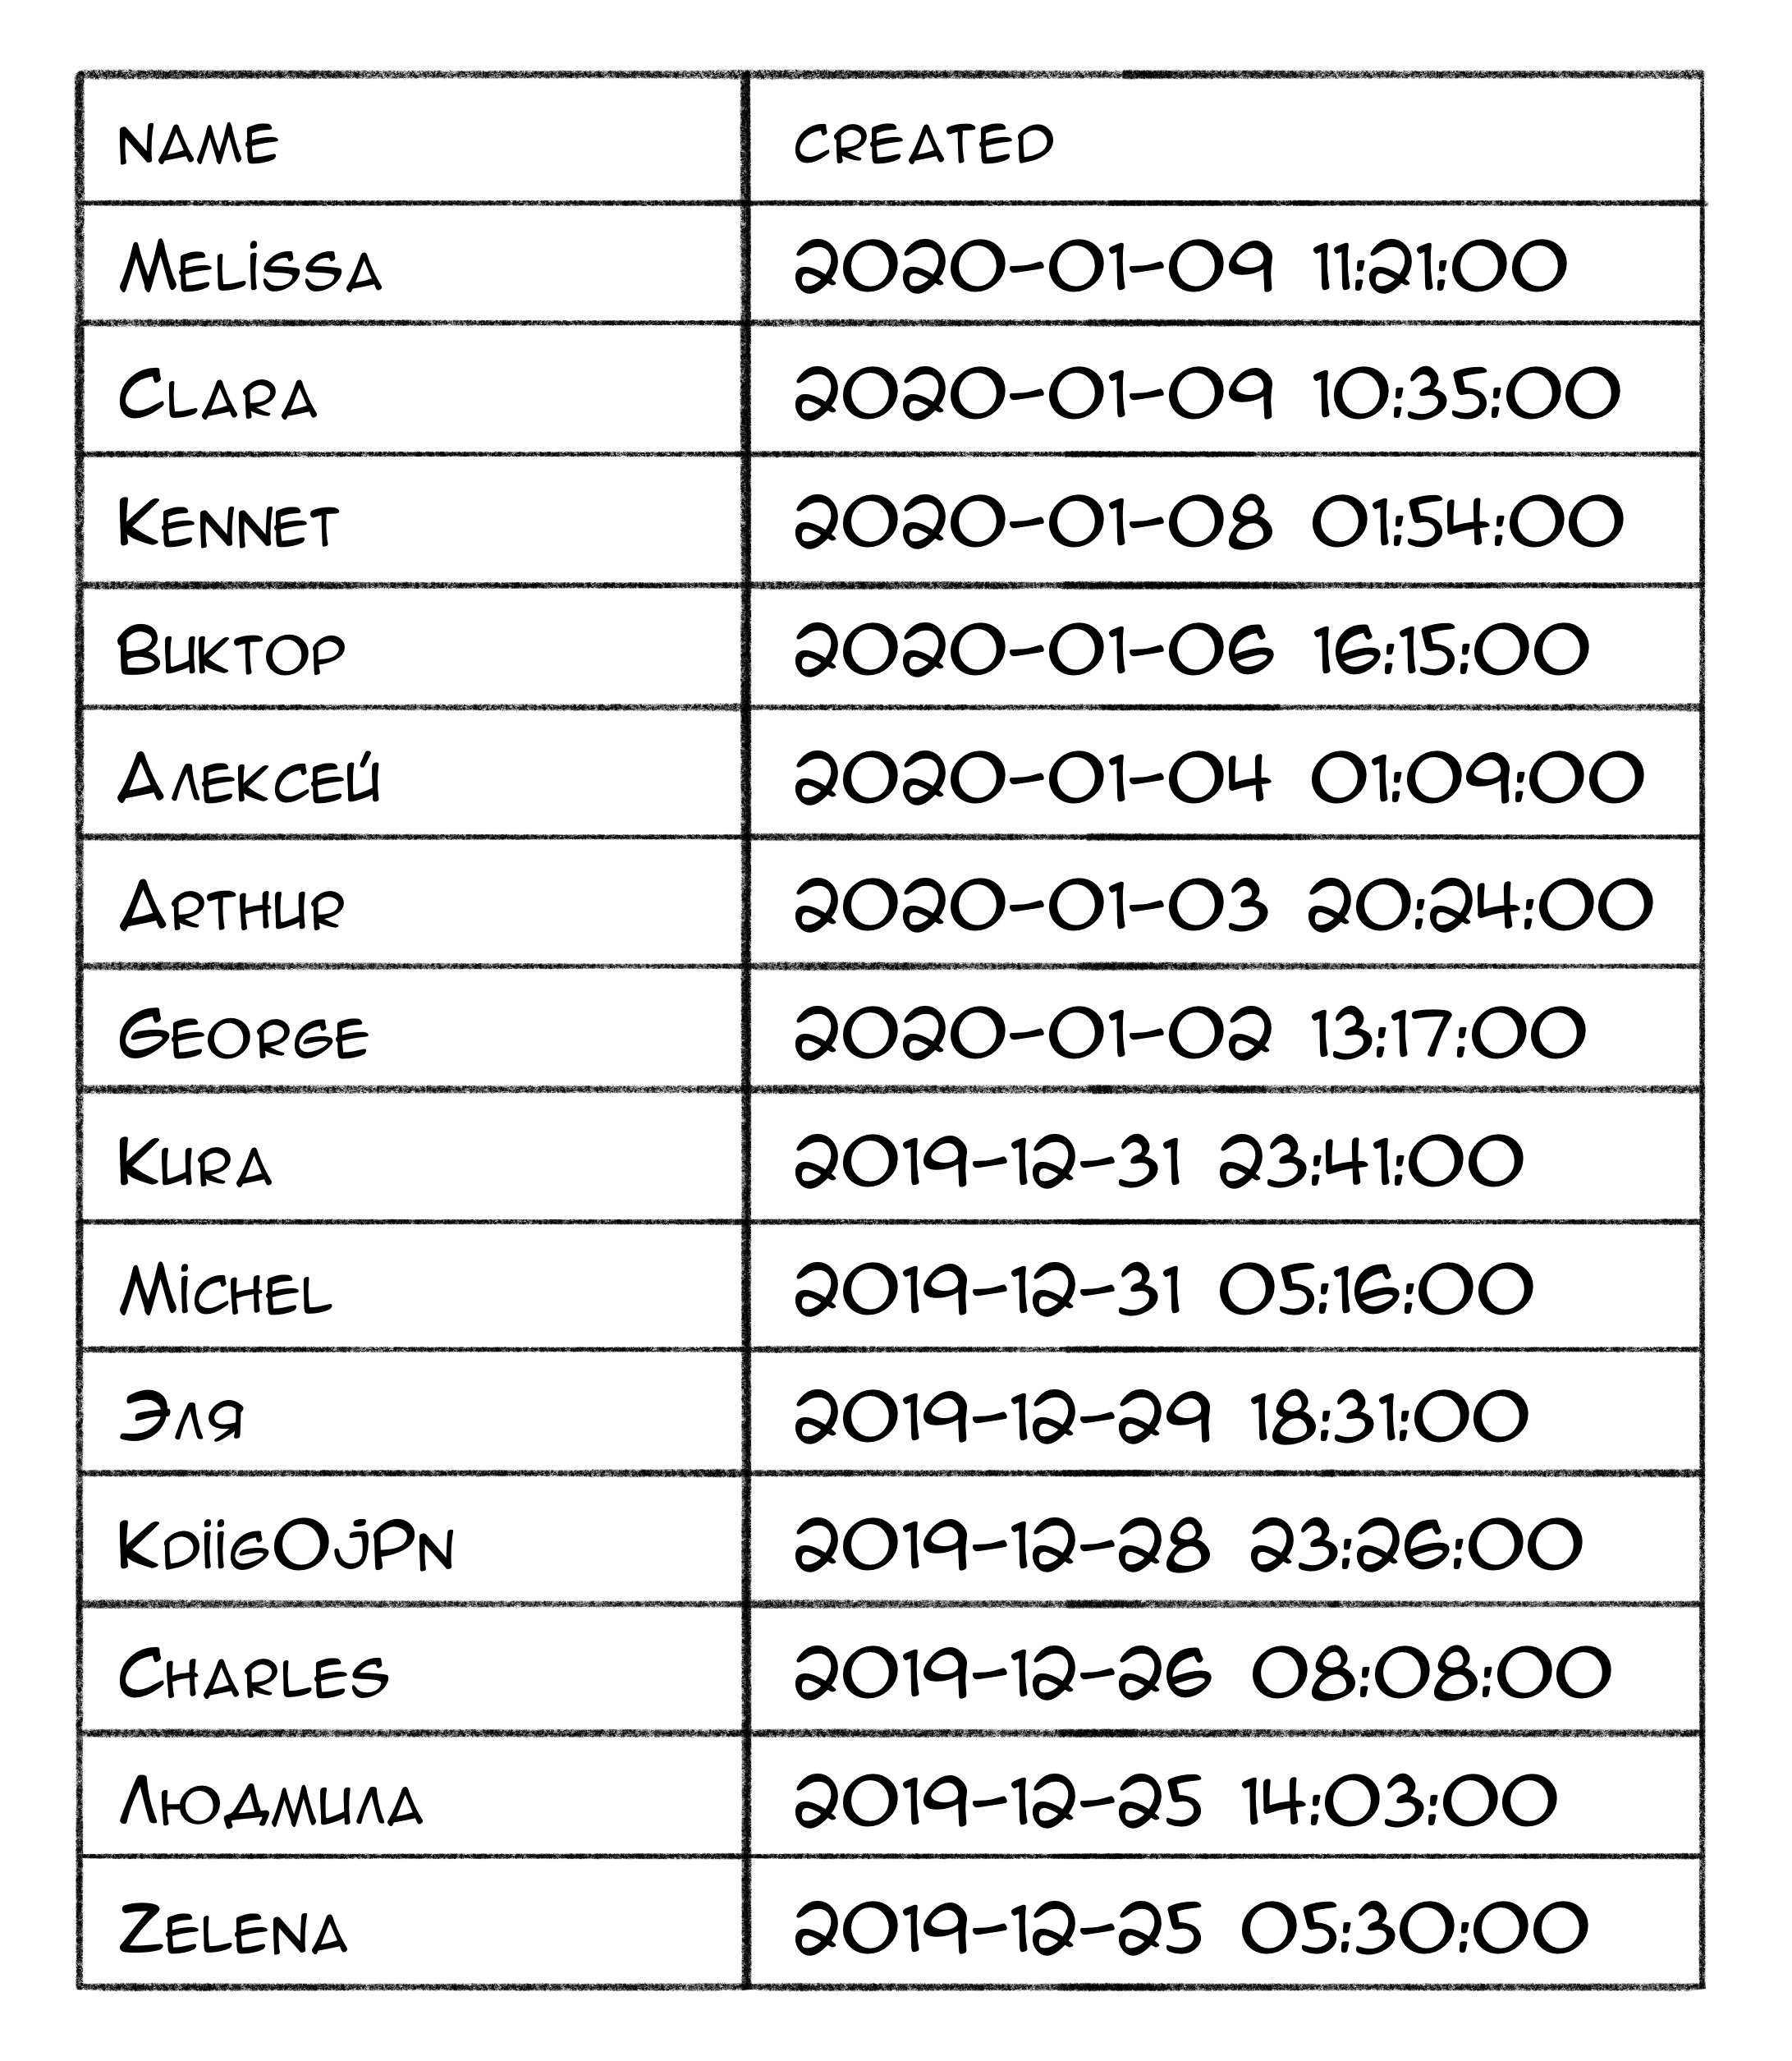 name created
Melissa 2020-01-09 11:21:00
Clara 2020-01-09 10:35:00
Kennet 2020-01-08 01:54:00
Виктор 2020-01-06 16:15:00
Алексей 2020-01-04 01:09:00
Arthur 2020-01-03 20:24:00
George 2020-01-02 13:17:00
Kura 2019-12-31 23:41:00
Michel 2019-12-31 05:16:00
Эля 2019-12-29 18:31:00
KdiigOjPn 2019-12-28 23:26:00
Charles 2019-12-26 08:08:00
Людмила 2019-12-25 14:03:00
Zelena 2019-12-25 05:30:00